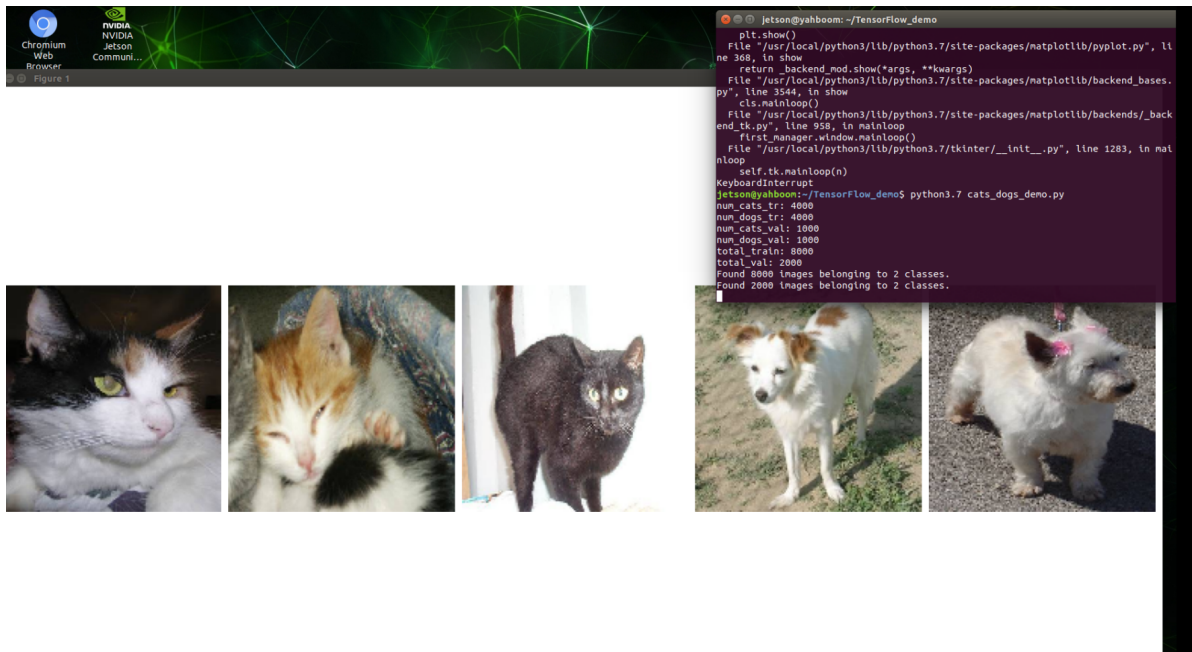 Chromium
Web
Browser
NVIDIA
NVIDIA
Jetson
Communi...
Figure 1
jetson@yahboom: ~/TensorFlow_demo
plt.show()
File "/usr/local/python3/lib/python3.7/site-packages/matplotlib/pyplot.py", li
ne 368, in show
return _backend_mod.show(*args, **kwargs)
File "/usr/local/python3/lib/python3.7/site-packages/matplotlib/backend_bases.
py", line 3544, in show
cls.mainloop()
File "/usr/local/python3/lib/python3.7/site-packages/matplotlib/backends/_back
end_tk.py", line 958, in mainloop
first_manager.window.mainloop()
File "/usr/local/python3/lib/python3.7/tkinter/__init__.py", line 1283, in mai
nloop
self.tk.mainloop(n)
KeyboardInterrupt
jetson@yahboom:~/TensorFlow_demo$ python3.7 cats_dogs_demo.py
num_cats_tr: 4000
num_dogs_tr: 4000
num_cats_val: 1000
num_dogs_val: 1000
total_train: 8000
total_val: 2000
Found 8000 images belonging to 2 classes.
Found 2000 images belonging to 2 classes.